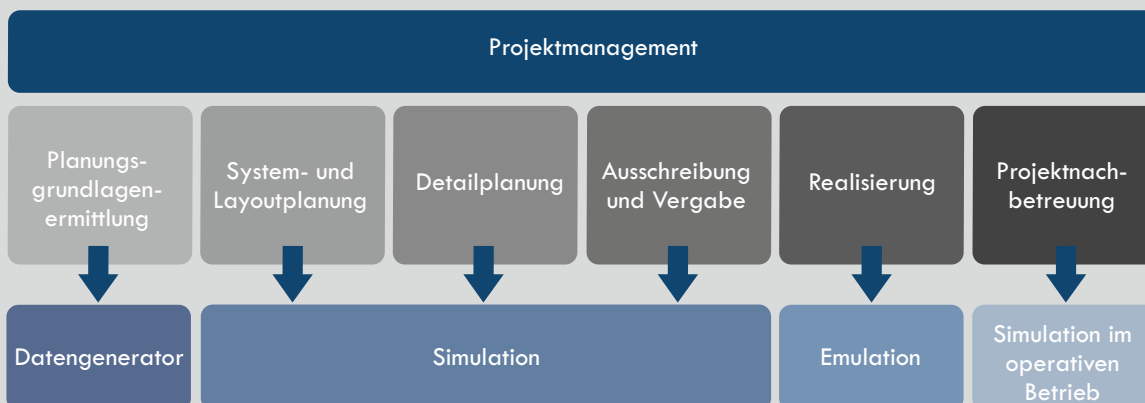 Projektmanagement
Planungs-
grundlagen-
ermittlung
System- und
Layoutplanung
Detailplanung
Ausschreibung
und Vergabe
Realisierung
Projektnach-
betreuung
Datengenerator
Simulation
Emulation
Simulation im
operativen
Betrieb